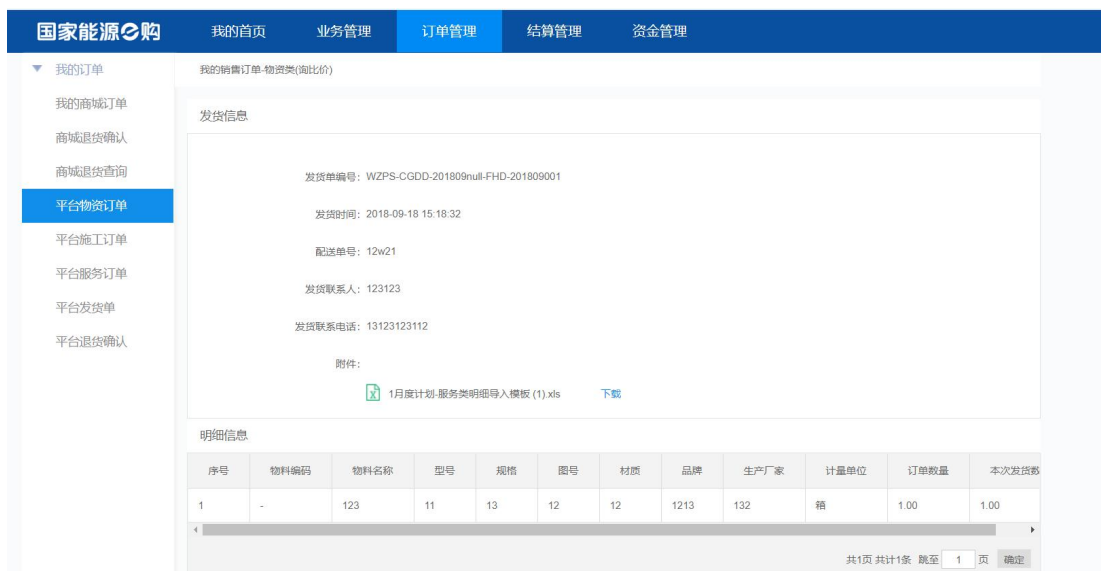 国家能源e购 我的首页 业务管理 订单管理 结算管理 资金管理
我的订单
我的商城订单
商城退货确认
商城退货查询
平台物资订单
平台施工订单
平台服务订单
平台发货单
平台退货确认
我的销售订单-物资类(询比价)
发货信息
发货单编号: WZPS-CGDD-201809null-FHD-201809001
发货时间: 2018-09-18 15:18:32
配送单号: 12w21
发货联系人: 123123
发货联系电话: 13123123112
附件:
1月度计划-服务类明细导入模板 (1).xls 下载
明细信息
序号 物料编码 物料名称 型号 规格 图号 材质 品牌 生产厂家 计量单位 订单数量 本次发货数
1 - 123 11 13 12 12 1213 132 箱 1.00 1.00
共1页 共计1条 跳至 1 页 确定